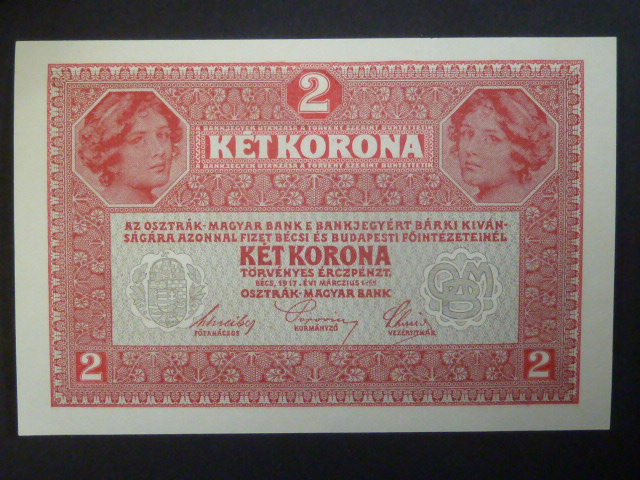 2
A BANKJEGYEK UTÁNZÁSA A TÖRVÉNY SZERINT BÜNTETTETIK
KÉT KORONA
A BANKJEGYEK UTÁNZÁSA A TÖRVÉNY SZERINT BÜNTETTETIK
AZ OSZTRÁK-MAGYAR BANK E BANKJEGYÉRT BÁRKI KIVÁN-
SÁGÁRA AZONNAL FIZET BÉCSI ÉS BUDAPESTI FŐINTÉZETEINÉL
KÉT KORONA
TÖRVÉNYES ÉRCZPÉNZT.
BÉCS, 1917. ÉVI MÁRCZIUS 1-ÉN
OSZTRÁK-MAGYAR BANK
FŐTANÁCSOS KORMÁNYZÓ VEZÉRTITKÁR
2 2